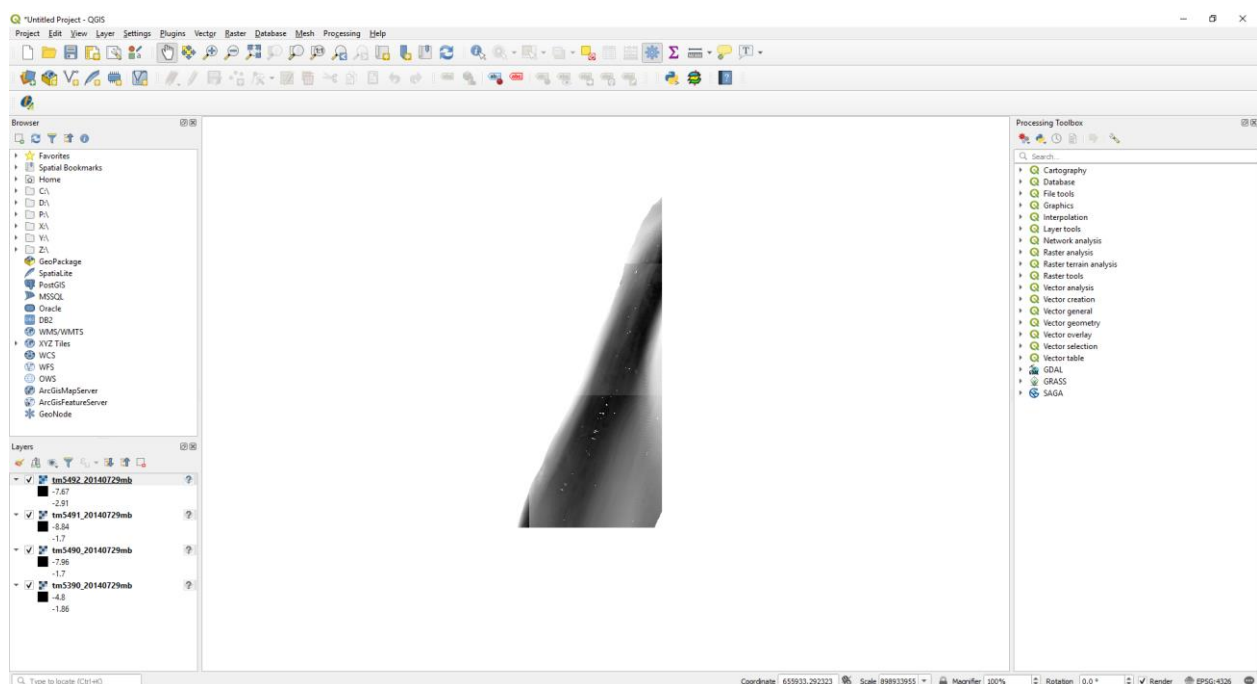 *Untitled Project - QGIS
Project Edit View Layer Settings Plugins Vector Raster Database Mesh Processing Help
Browser
Favorites
Spatial Bookmarks
Home
C:\
D:\
P:\
X:\
Y:\
Z:\
GeoPackage
SpatiaLite
PostGIS
MSSQL
Oracle
DB2
WMS/WMTS
XYZ Tiles
WCS
WFS
OWS
ArcGisMapServer
ArcGisFeatureServer
GeoNode
Layers
tm5492_20140729mb
-7.67
-2.91
tm5491_20140729mb
-8.84
-1.7
tm5490_20140729mb
-7.96
-1.7
tm5390_20140729mb
-4.8
-1.86
Processing Toolbox
Search...
Cartography
Database
File tools
Graphics
Interpolation
Layer tools
Network analysis
Raster analysis
Raster terrain analysis
Raster tools
Vector analysis
Vector creation
Vector general
Vector geometry
Vector overlay
Vector selection
Vector table
GDAL
GRASS
SAGA
Type to locate (Ctrl+K) Coordinate 655933,292323 Scale 898933955 Magnifier 100% Rotation 0.0 ° Render EPSG:4326